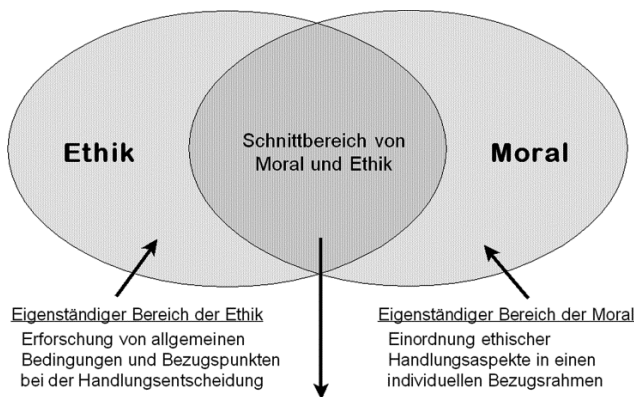 Ethik
Schnittbereich von
Moral und Ethik
Moral
Eigenständiger Bereich der Ethik
Erforschung von allgemeinen
Bedingungen und Bezugspunkten
bei der Handlungsentscheidung
Eigenständiger Bereich der Moral
Einordnung ethischer
Handlungsaspekte in einen
individuellen Bezugsrahmen